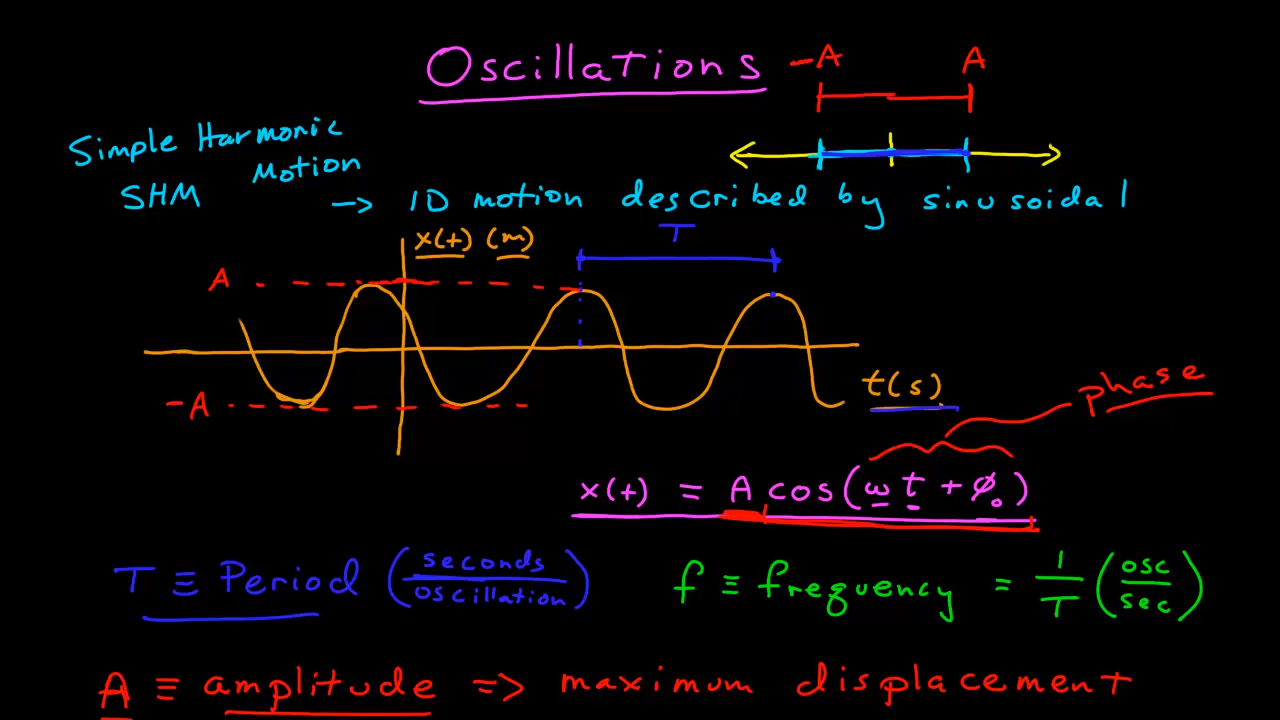 Oscillations
-A A
Simple Harmonic
Motion
SHM → 1D motion described by sinusoidal
x(t) (m)
T
A
-A
t(s)
phase
x(t) = A cos(ωt + φ₀)
T ≡ Period (seconds/oscillation)
f ≡ frequency = 1/T (osc/sec)
A ≡ amplitude => maximum displacement